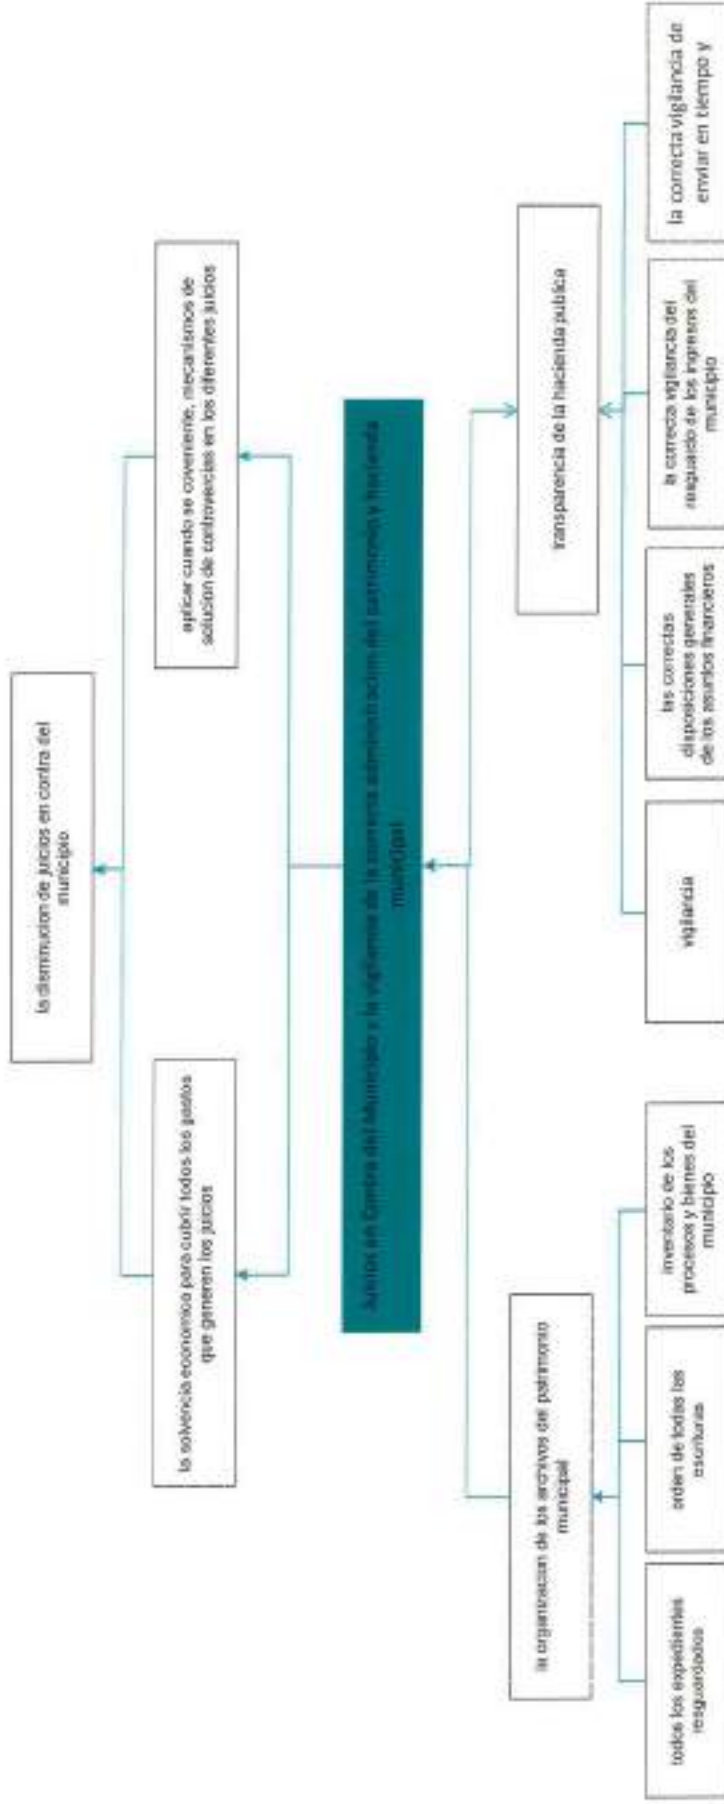 la disminucion de juicios en contra del
municipio
la solvencia economica para cubrir todos los gastos
que generen los juicios
aplicar cuando se coveniente, mecanismos de
solucion de controversias en los diferentes juicios
Juicios en Contra del Municipio y la vigilancia de la correcta administracion del patrimonio y hacienda
municipal
la organizacion de los archivos del patrimonio
municipal
transparencia de la hacienda publica
todos los expedientes
resguardados
orden de todas las
escrituras
inventario de los
procesos y bienes del
municipio
vigilancia
las correctas
disposiciones generales
de los asuntos financieros
la correcta vigilancia del
resguardo de los ingresos del
municipio
la correcta vigilancia de
enviar en tiempo y